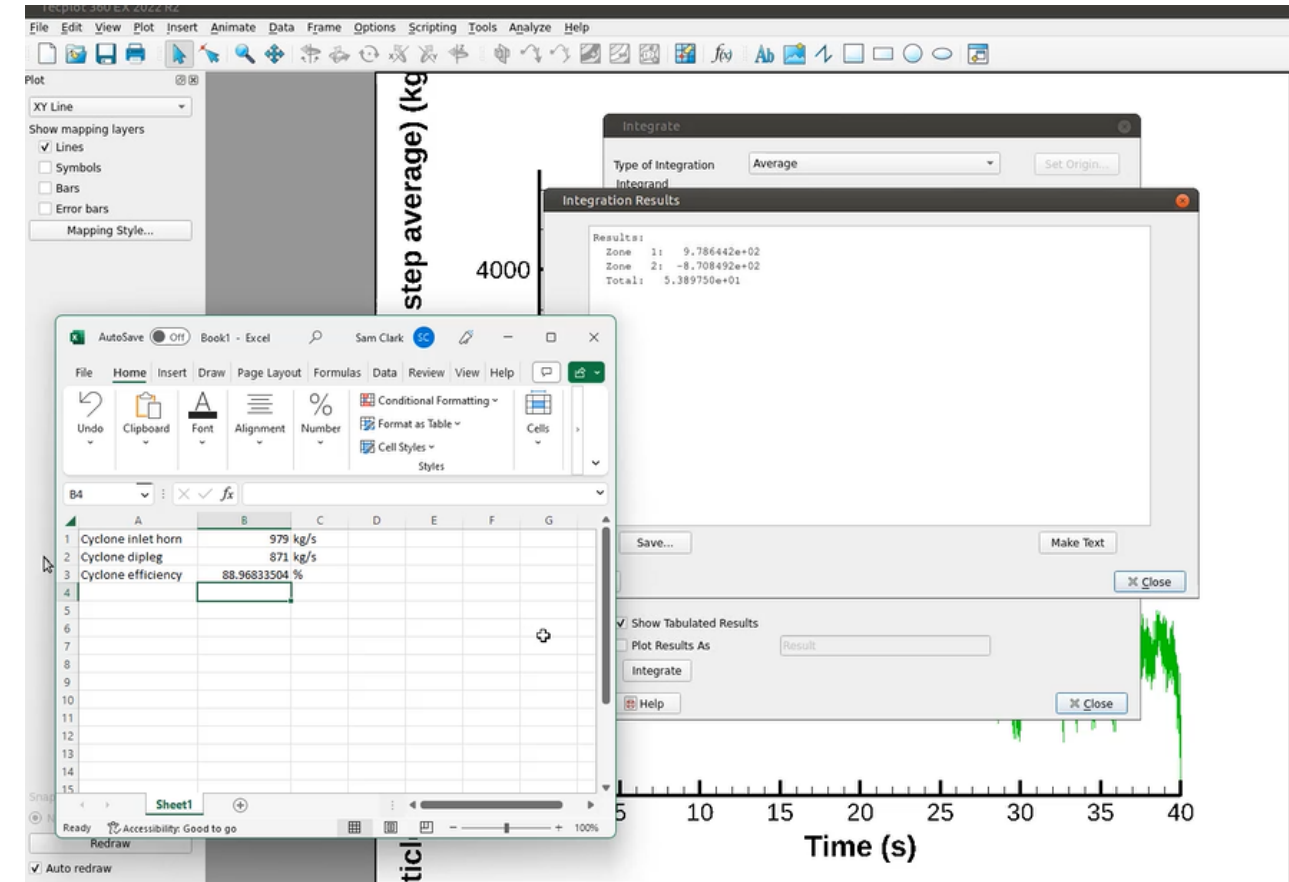 Tecplot 360 EX 2022 R2
File Edit View Plot Insert Animate Data Frame Options Scripting Tools Analyze Help
Plot
XY Line
Show mapping layers
Lines
Symbols
Bars
Error bars
Mapping Style...
step average) (kg
4000
Integrate
Type of Integration Average Set Origin...
Integrand
Integration Results
Results:
Zone 1: 9.786442e+02
Zone 2: -8.708492e+02
Total: 5.389750e+01
Save... Make Text
Close
Show Tabulated Results
Plot Results As Result
Integrate
Help Close
AutoSave Off Book1 - Excel Sam Clark SC
File Home Insert Draw Page Layout Formulas Data Review View Help
Undo Clipboard Font Alignment Number Conditional Formatting Format as Table Cell Styles Styles Cells
B4 fx
A B C D E F G
1 Cyclone inlet horn 979 kg/s
2 Cyclone dipleg 871 kg/s
3 Cyclone efficiency 88.96833504 %
4
5
6
7
8
9
10
11
12
13
14
15
Sheet1
Ready Accessibility: Good to go 100%
Snap
Redraw
Auto redraw
5 10 15 20 25 30 35 40
Time (s)
ticl